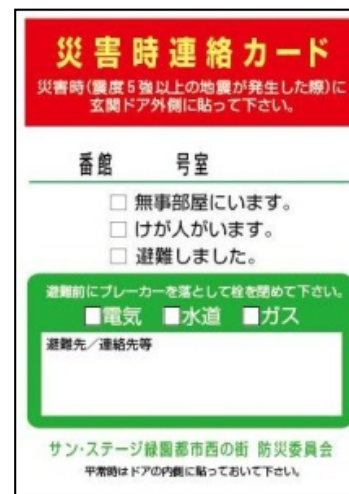 災害時連絡カード
災害時(震度5強以上の地震が発生した際)に
玄関ドア外側に貼って下さい。
番館 号室
□ 無事部屋にいます。
□ けが人がいます。
□ 避難しました。
避難前にブレーカーを落として栓を閉めて下さい。
■電気 ■水道 ■ガス
避難先／連絡先等
サン・ステージ緑園都市西の街 防災委員会
平常時はドアの内側に貼っておいて下さい。